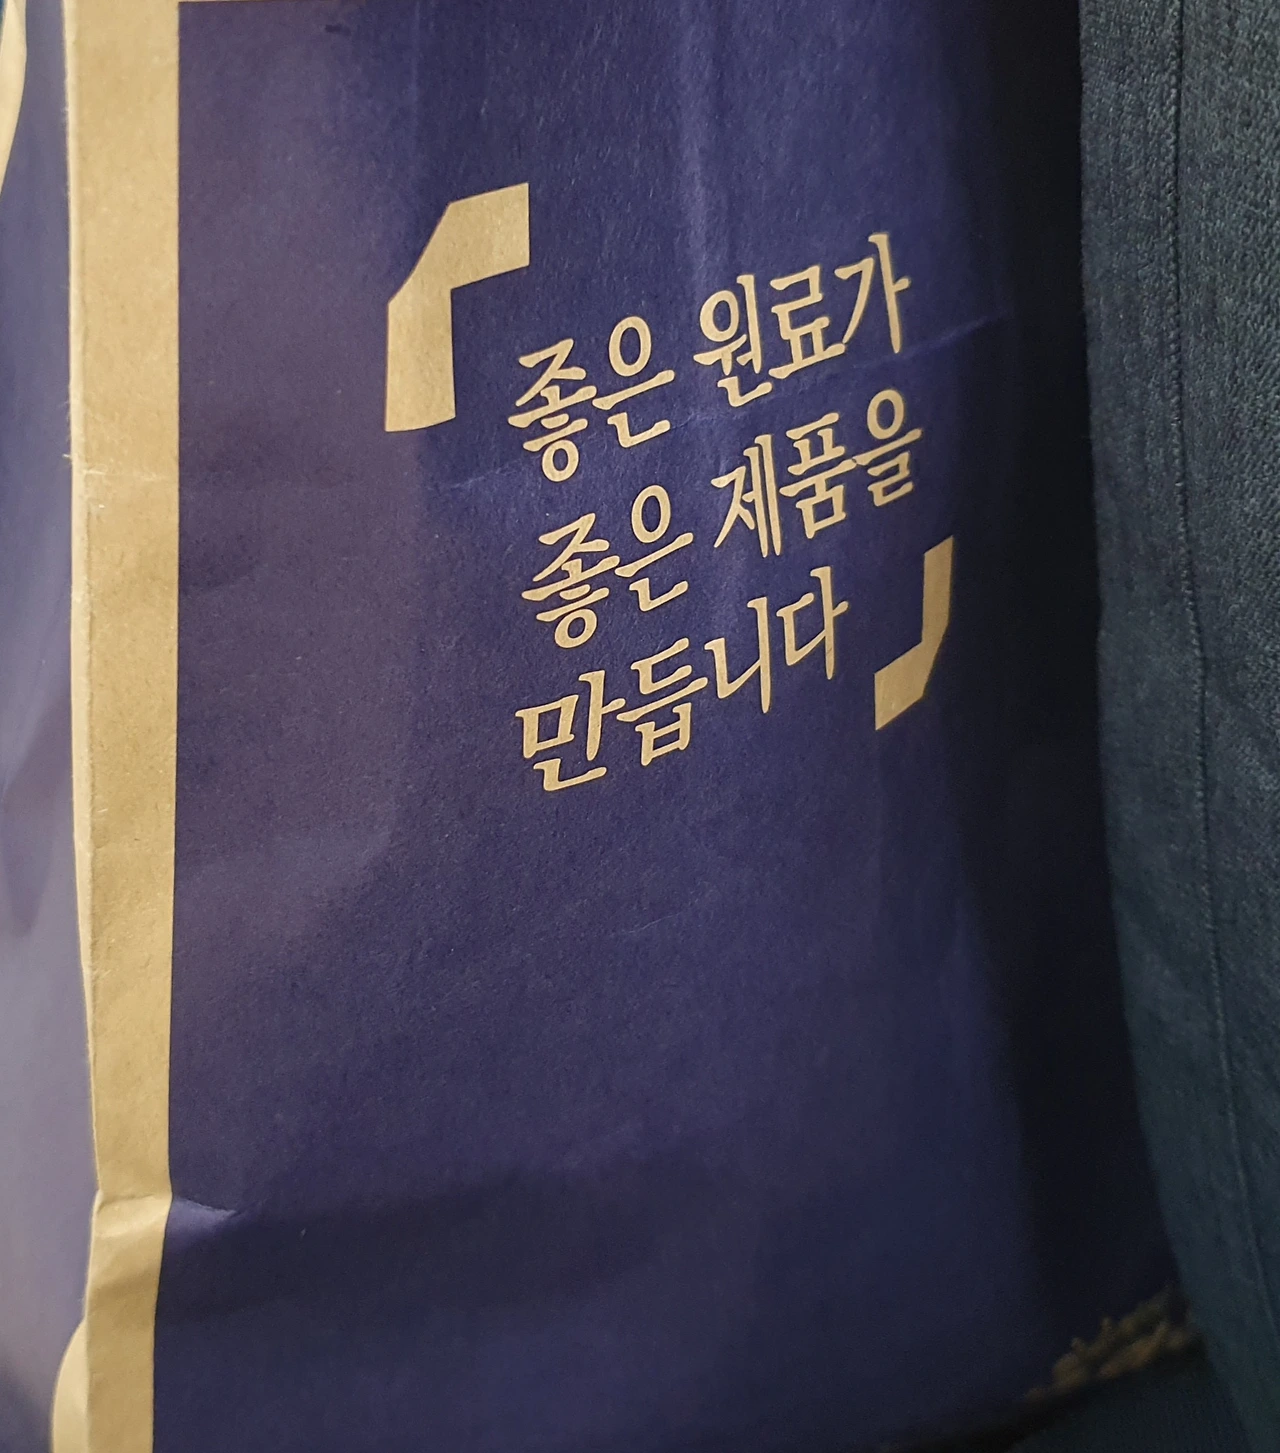 「좋은 원료가
좋은 제품을
만듭니다」